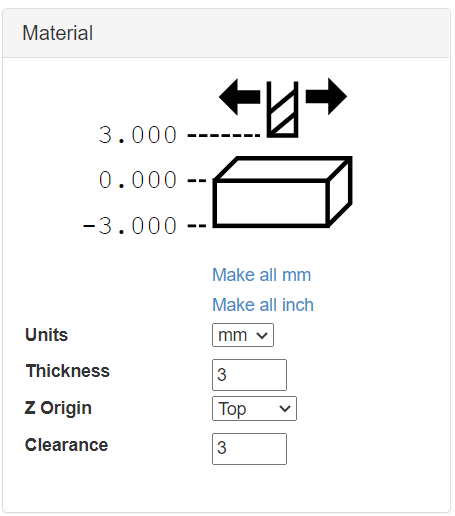 Material
3.000
0.000
-3.000
Make all mm
Make all inch
Units mm
Thickness 3
Z Origin Top
Clearance 3